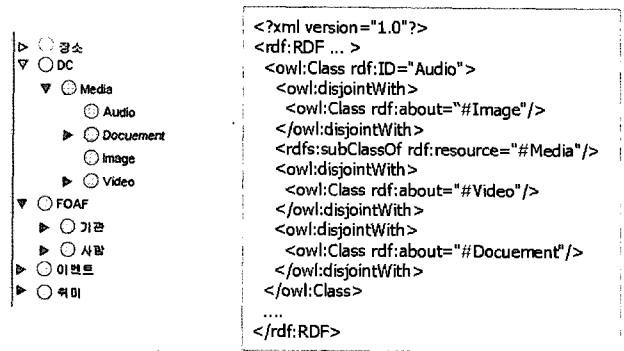 장소
DC
Media
Audio
Docuement
Image
Video
FOAF
기관
사람
이벤트
취미
<?xml version="1.0"?>
<rdf:RDF ... >
<owl:Class rdf:ID="Audio">
<owl:disjointWith>
<owl:Class rdf:about="#Image"/>
</owl:disjointWith>
<rdfs:subClassOf rdf:resource="#Media"/>
<owl:disjointWith>
<owl:Class rdf:about="#Video"/>
</owl:disjointWith>
<owl:disjointWith>
<owl:Class rdf:about="#Docuement"/>
</owl:disjointWith>
</owl:Class>
....
</rdf:RDF>